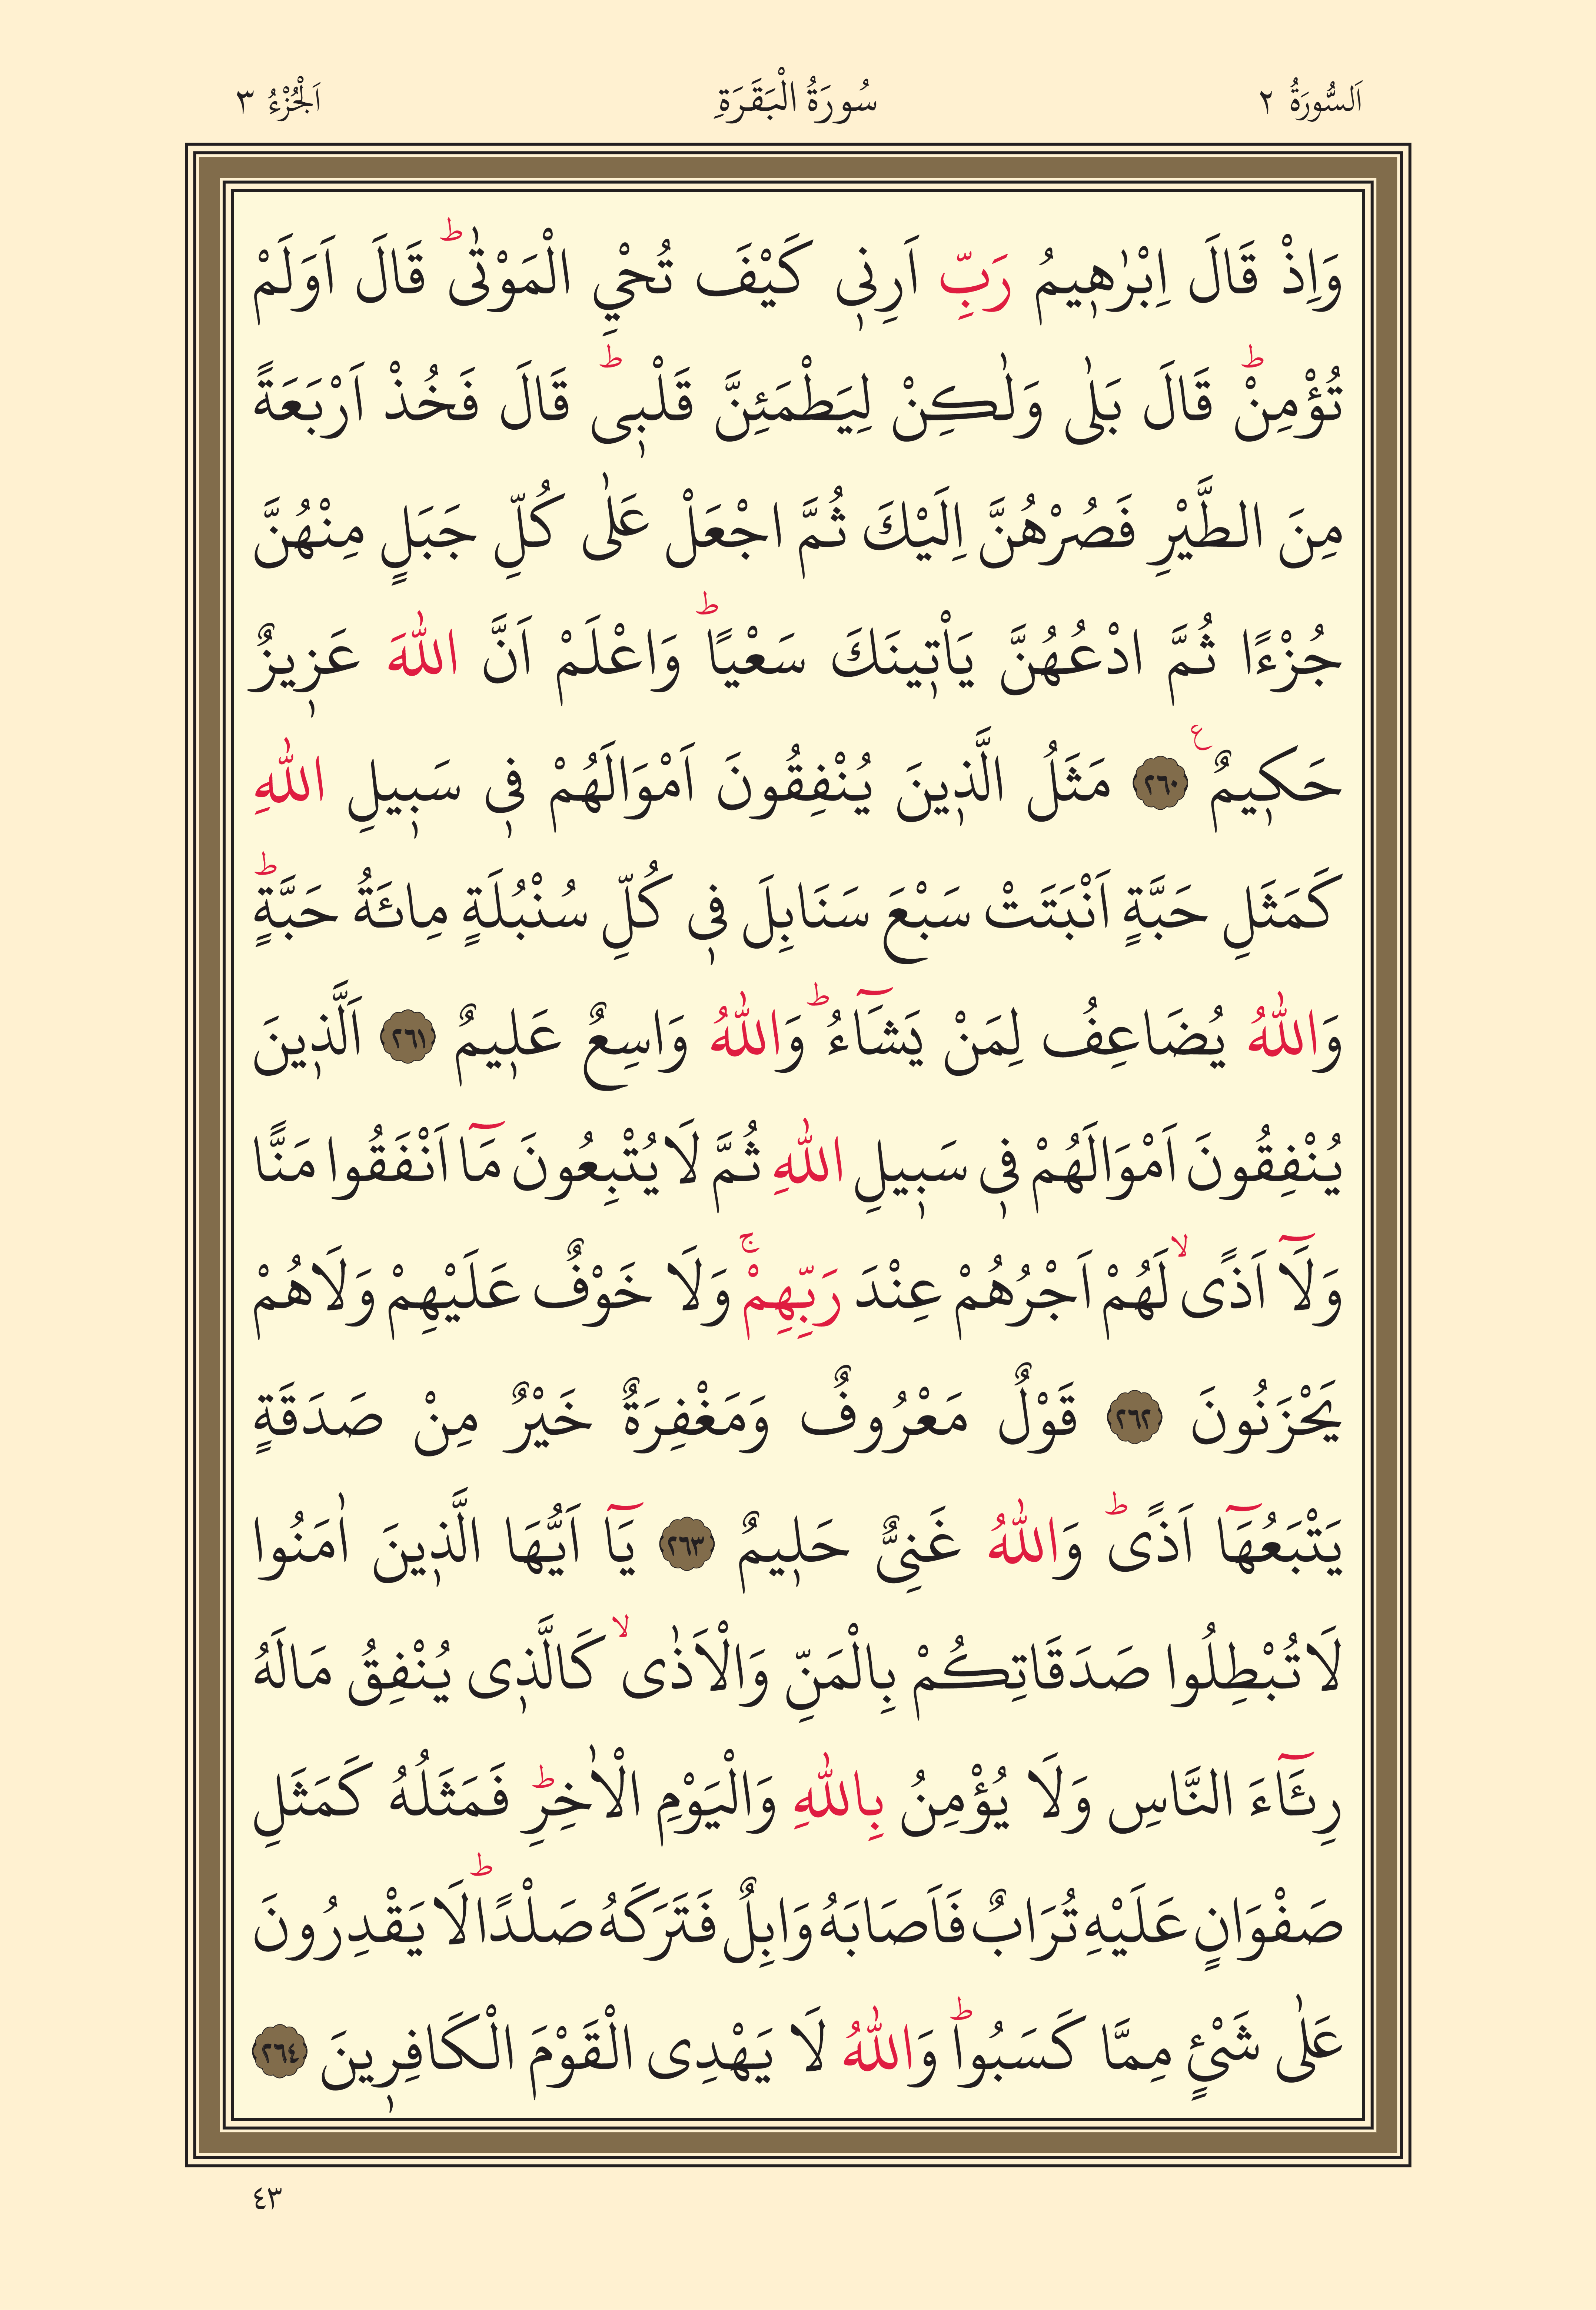 اَلسُّورَةُ ٢ سُورَةُ الْبَقَرَةِ اَلْجُزْءُ ٣
وَاِذْ قَالَ اِبْرٰهٖيمُ رَبِّ اَرِنٖى كَيْفَ تُحْيِ الْمَوْتٰىؕ قَالَ اَوَلَمْ
تُؤْمِنْؕ قَالَ بَلٰى وَلٰكِنْ لِيَطْمَئِنَّ قَلْبٖىؕ قَالَ فَخُذْ اَرْبَعَةً
مِنَ الطَّيْرِ فَصُرْهُنَّ اِلَيْكَ ثُمَّ اجْعَلْ عَلٰى كُلِّ جَبَلٍ مِنْهُنَّ
جُزْءًا ثُمَّ ادْعُهُنَّ يَاْتٖينَكَ سَعْيًاؕ وَاعْلَمْ اَنَّ اللّٰهَ عَزٖيزٌ
حَكٖيمٌ ࣖ ٢٦٠ مَثَلُ الَّذٖينَ يُنْفِقُونَ اَمْوَالَهُمْ فٖى سَبٖيلِ اللّٰهِ
كَمَثَلِ حَبَّةٍ اَنْبَتَتْ سَبْعَ سَنَابِلَ فٖى كُلِّ سُنْبُلَةٍ مِائَةُ حَبَّةٍؕ
وَاللّٰهُ يُضَاعِفُ لِمَنْ يَشَٓاءُؕ وَاللّٰهُ وَاسِعٌ عَلٖيمٌ ٢٦١ اَلَّذٖينَ
يُنْفِقُونَ اَمْوَالَهُمْ فٖى سَبٖيلِ اللّٰهِ ثُمَّ لَا يُتْبِعُونَ مَٓا اَنْفَقُوا مَنًّا
وَلَٓا اَذًىۙ لَهُمْ اَجْرُهُمْ عِنْدَ رَبِّهِمْۚ وَلَا خَوْفٌ عَلَيْهِمْ وَلَا هُمْ
يَحْزَنُونَ ٢٦٢ قَوْلٌ مَعْرُوفٌ وَمَغْفِرَةٌ خَيْرٌ مِنْ صَدَقَةٍ
يَتْبَعُهَٓا اَذًىؕ وَاللّٰهُ غَنِىٌّ حَلٖيمٌ ٢٦٣ يَٓا اَيُّهَا الَّذٖينَ اٰمَنُوا
لَا تُبْطِلُوا صَدَقَاتِكُمْ بِالْمَنِّ وَالْاَذٰىۙ كَالَّذٖى يُنْفِقُ مَالَهُ
رِئَٓاءَ النَّاسِ وَلَا يُؤْمِنُ بِاللّٰهِ وَالْيَوْمِ الْاٰخِرِؕ فَمَثَلُهُ كَمَثَلِ
صَفْوَانٍ عَلَيْهِ تُرَابٌ فَاَصَابَهُ وَابِلٌ فَتَرَكَهُ صَلْدًاؕ لَا يَقْدِرُونَ
عَلٰى شَىْءٍ مِمَّا كَسَبُواؕ وَاللّٰهُ لَا يَهْدِى الْقَوْمَ الْكَافِرٖينَ ٢٦٤
٤٣